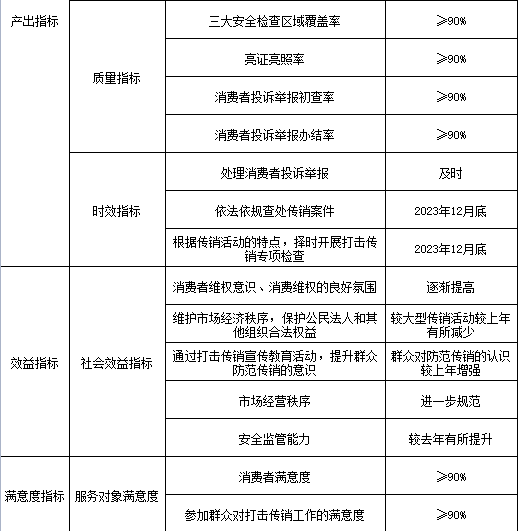 产出指标
质量指标
三大安全检查区域覆盖率
≥90%
亮证亮照率
≥90%
消费者投诉举报初查率
≥90%
消费者投诉举报办结率
≥90%
时效指标
处理消费者投诉举报
及时
依法依规查处传销案件
2023年12月底
根据传销活动的特点，择时开展打击传
销专项检查
2023年12月底
效益指标
社会效益指标
消费者维权意识、消费维权的良好氛围
逐渐提高
维护市场经济秩序，保护公民法人和其
他组织合法权益
较大型传销活动较上年
有所减少
通过打击传销宣传教育活动，提升群众
防范传销的意识
群众对防范传销的认识
较上年增强
市场经营秩序
进一步规范
安全监管能力
较去年有所提升
满意度指标
服务对象满意度
消费者满意度
≥90%
参加群众对打击传销工作的满意度
≥90%